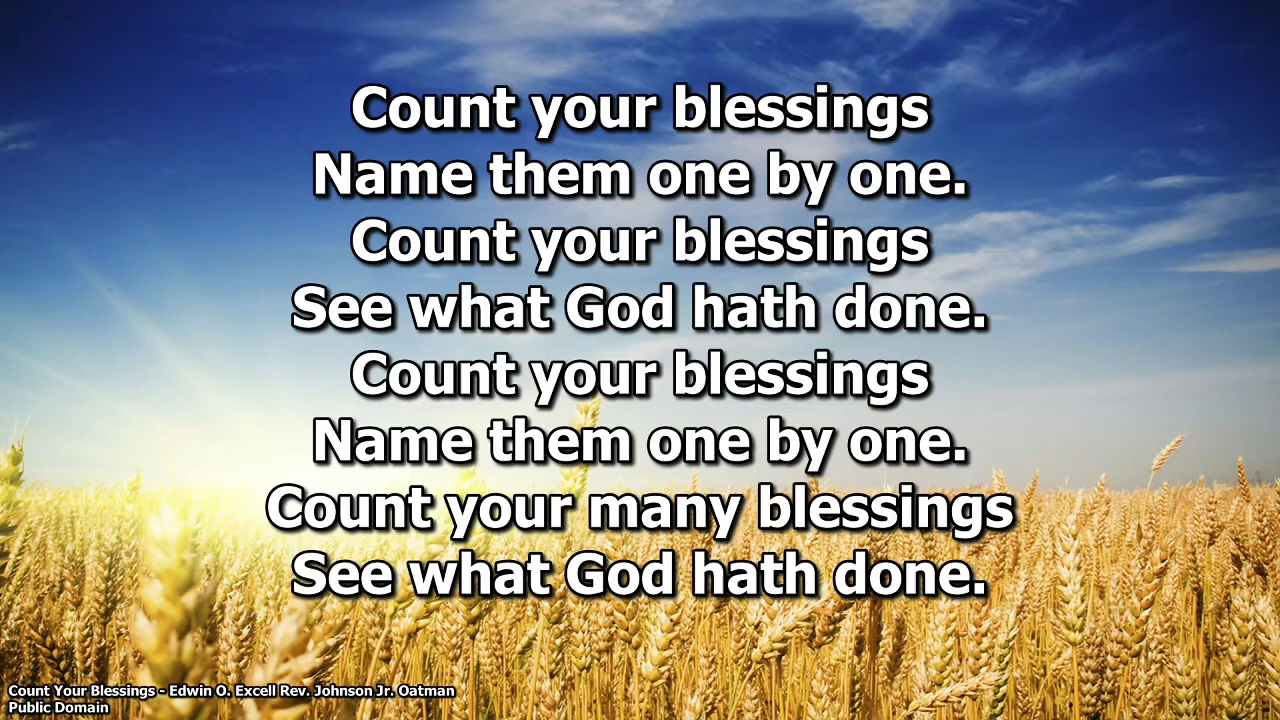 Count your blessings
Name them one by one.
Count your blessings
See what God hath done.
Count your blessings
Name them one by one.
Count your many blessings
See what God hath done.
Count Your Blessings - Edwin O. Excell Rev. Johnson Jr. Oatman
Public Domain